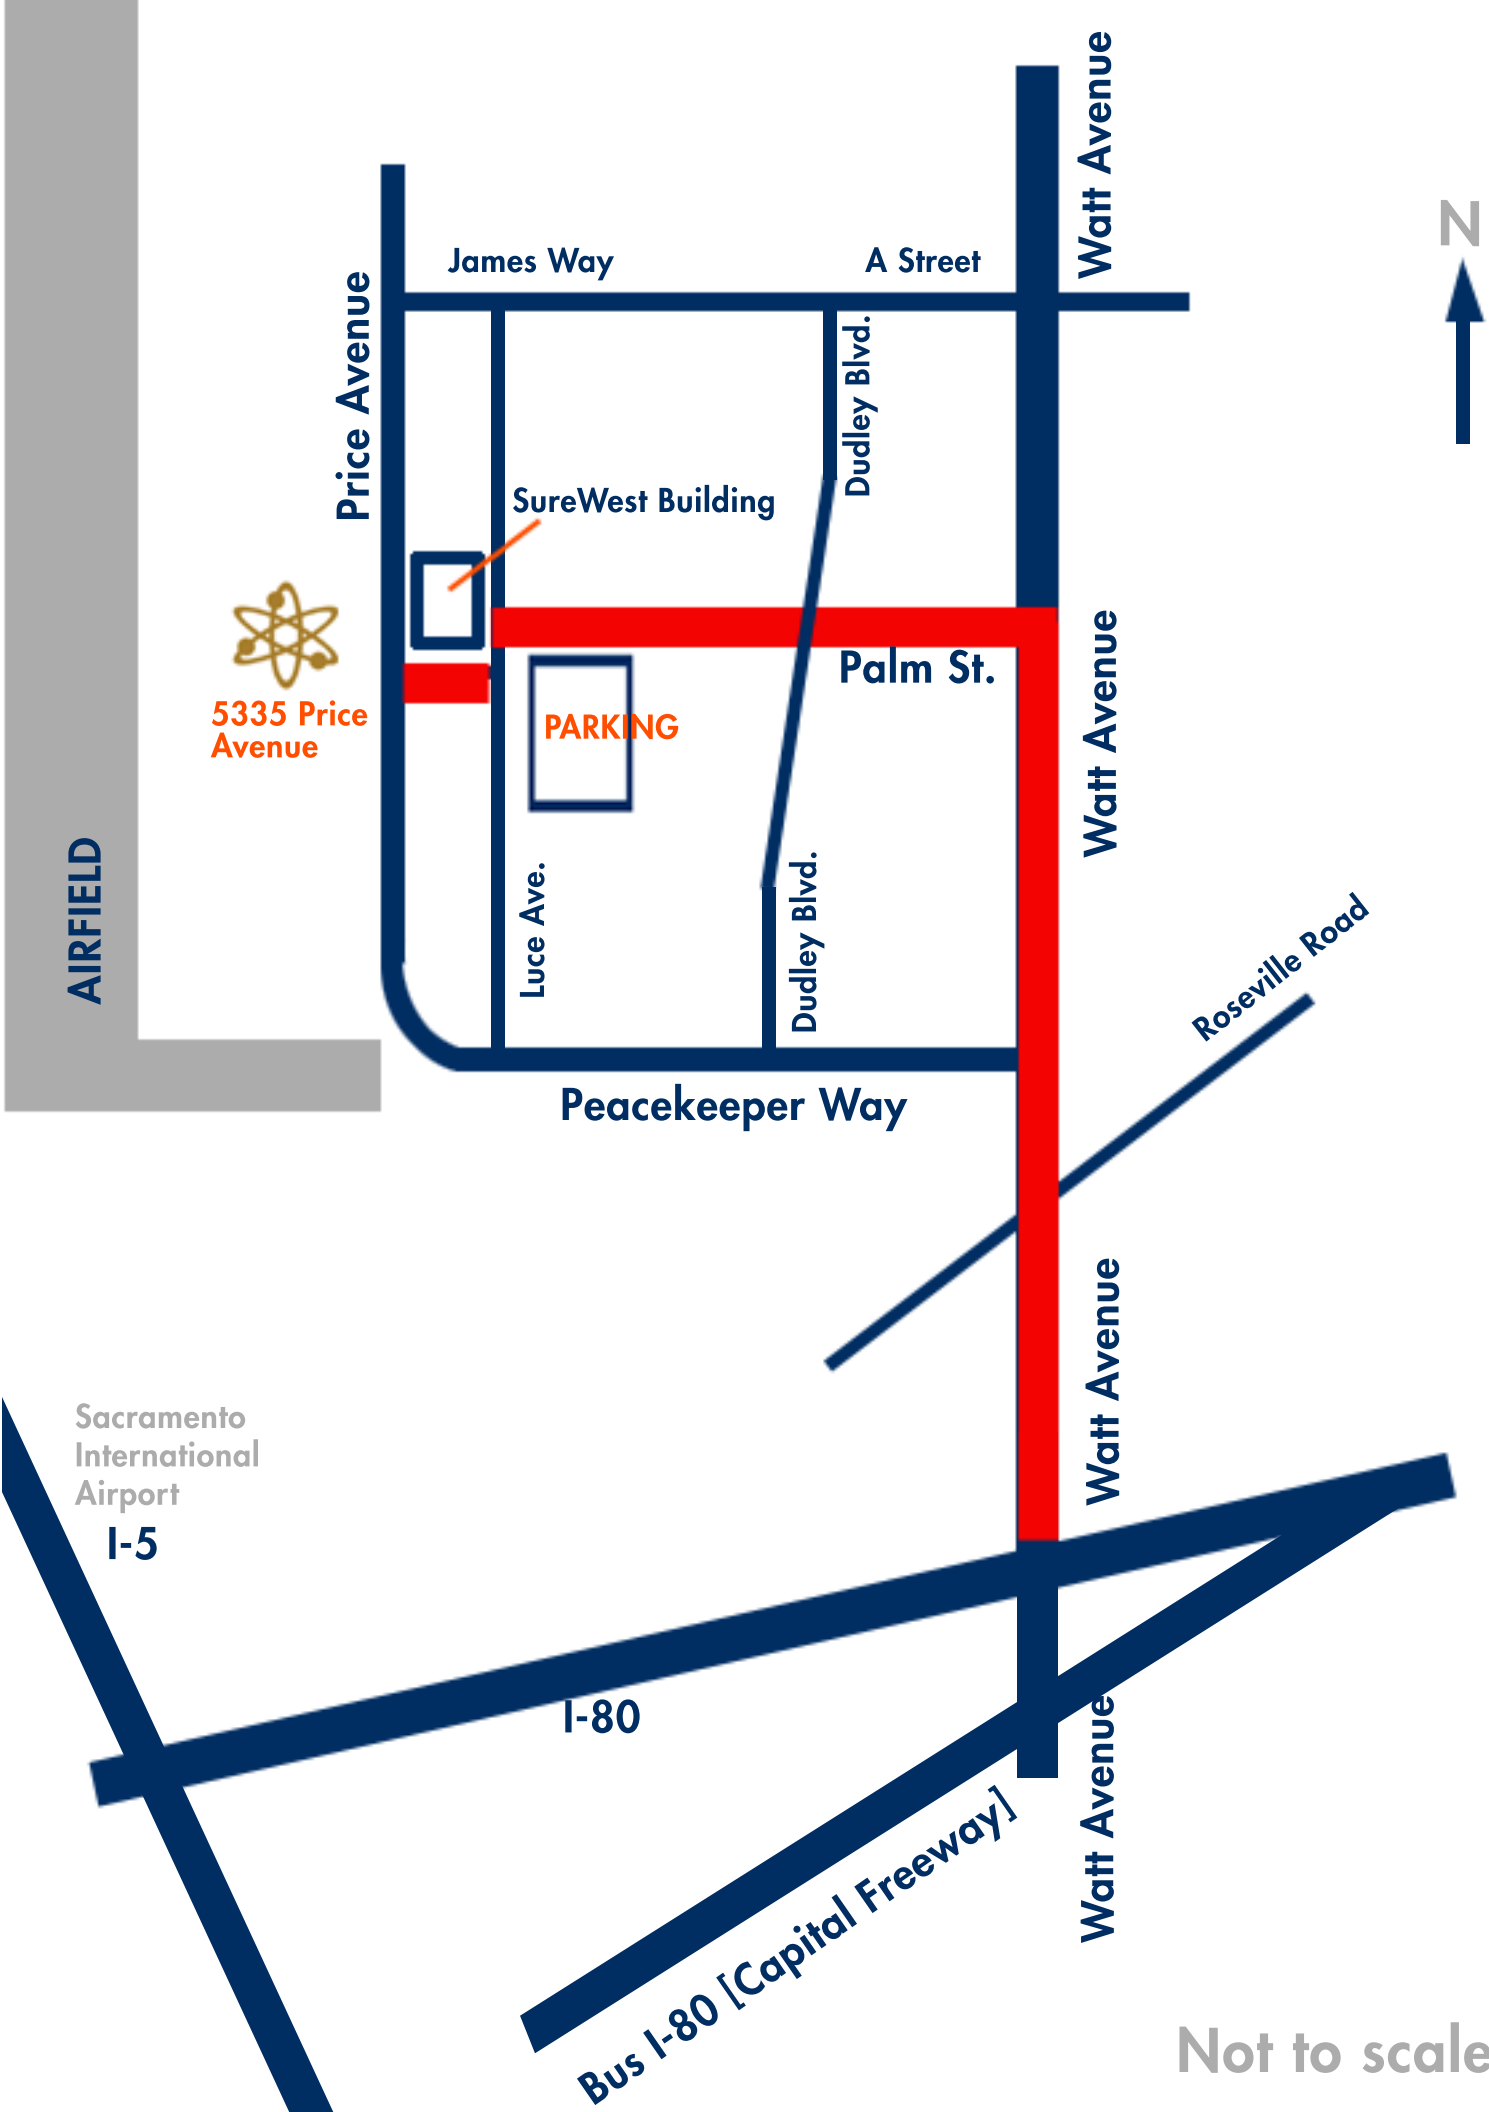 Watt Avenue
N
James Way
A Street
Price Avenue
Dudley Blvd.
SureWest Building
Watt Avenue
Palm St.
5335 Price
Avenue
PARKING
AIRFIELD
Luce Ave.
Dudley Blvd.
Roseville Road
Peacekeeper Way
Watt Avenue
Sacramento
International
Airport
I-5
I-80
Watt Avenue
Bus I-80 [Capital Freeway]
Not to scale